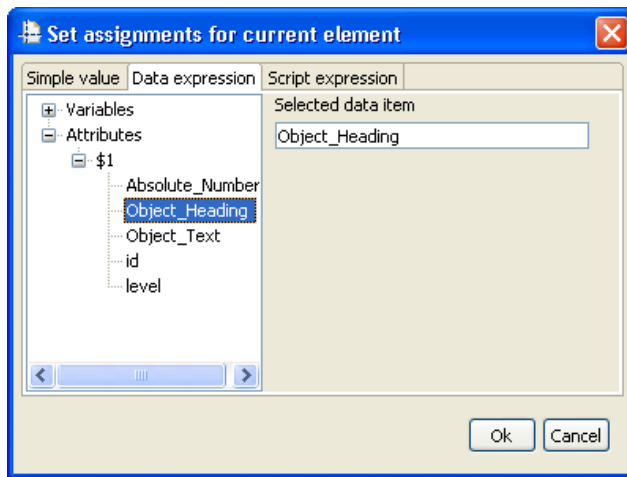 Set assignments for current element
Simple value Data expression Script expression
Variables
Attributes
$1
Absolute_Number
Object_Heading
Object_Text
id
level
Selected data item
Object_Heading
Ok Cancel